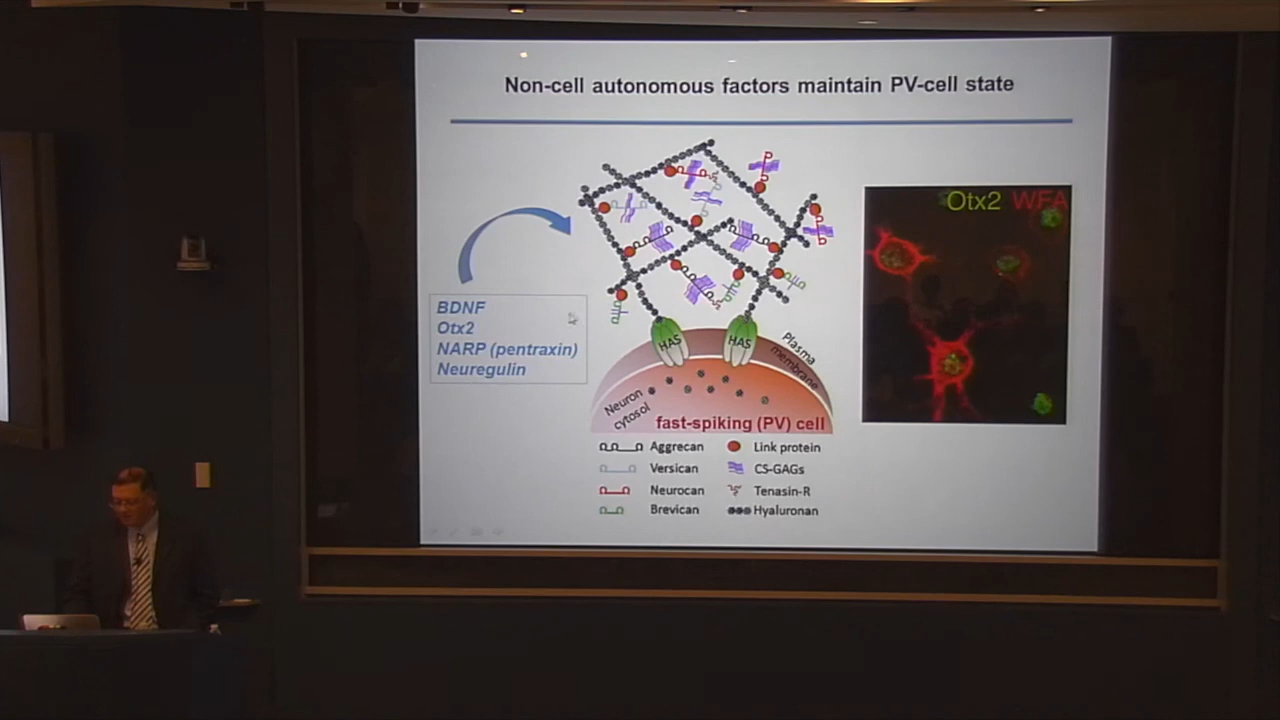 Non-cell autonomous factors maintain PV-cell state
Otx2 WFA
BDNF
Otx2
NARP (pentraxin)
Neuregulin
HAS
HAS
Plasma
membrane
Neuron
cytosol
fast-spiking (PV) cell
Aggrecan
Link protein
Versican
CS-GAGs
Neurocan
Tenasin-R
Brevican
Hyaluronan